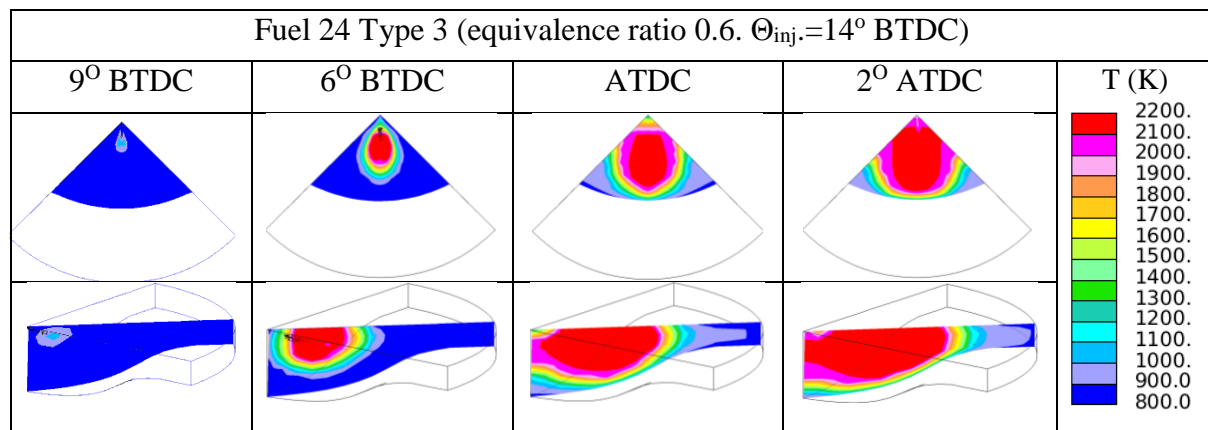 Fuel 24 Type 3 (equivalence ratio 0.6. Θinj.=14° BTDC)
9O BTDC
6O BTDC
ATDC
2O ATDC
T (K)
2200.
2100.
2000.
1900.
1800.
1700.
1600.
1500.
1400.
1300.
1200.
1100.
1000.
900.0
800.0